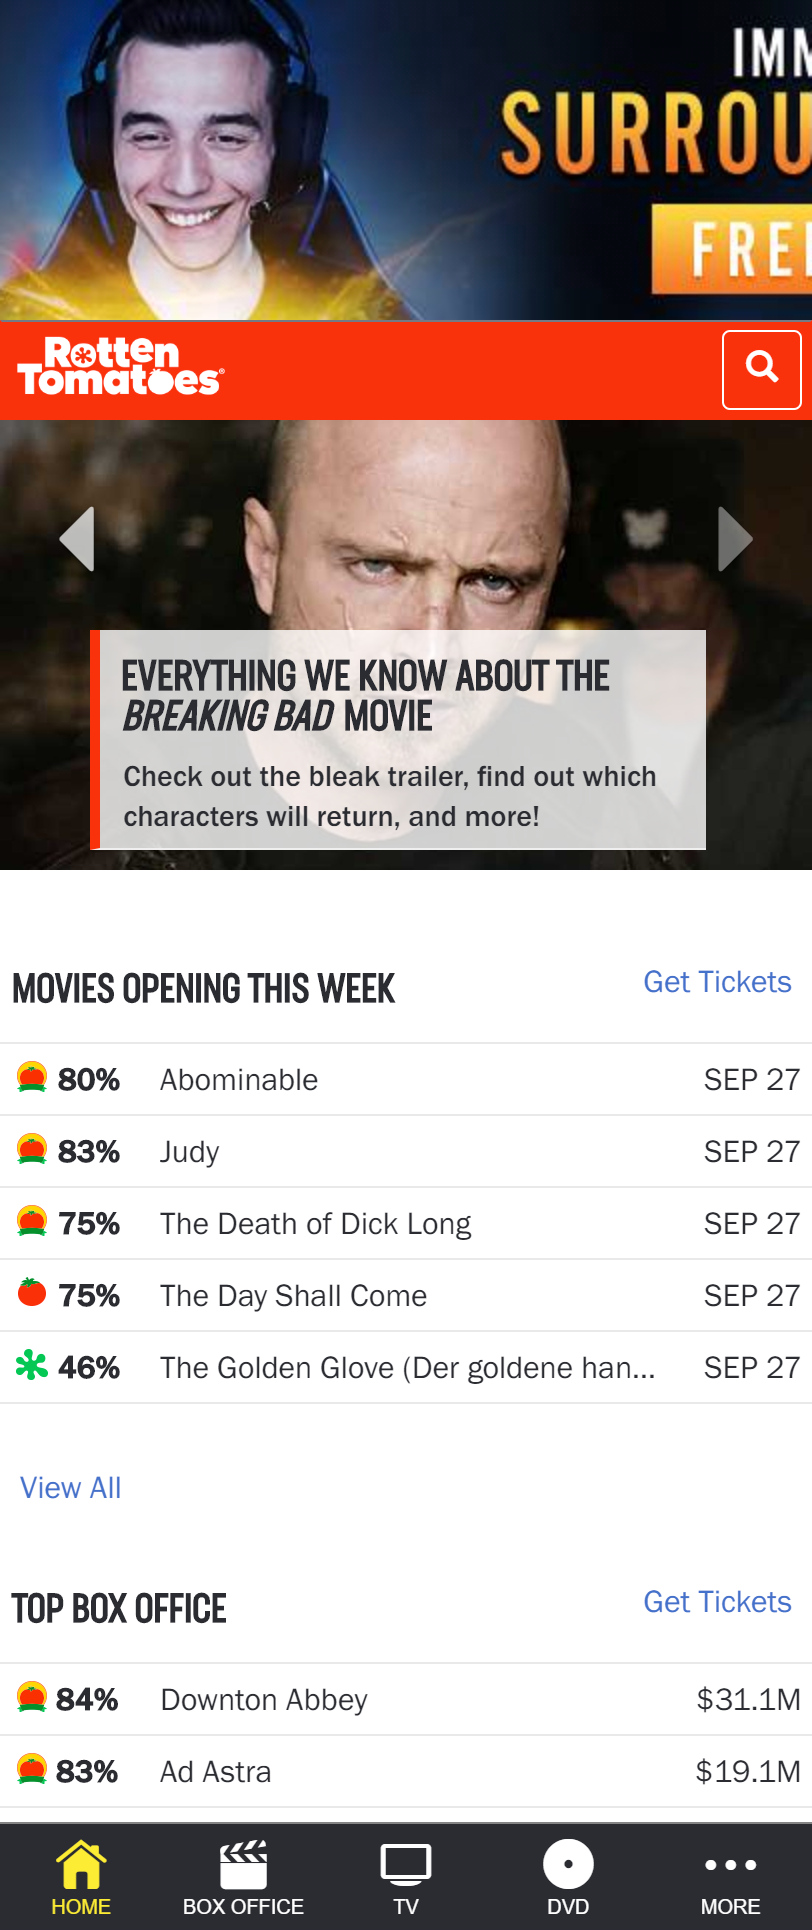 IMM
SURROU
FREE
Rotten
Tomatoes®
EVERYTHING WE KNOW ABOUT THE
BREAKING BAD MOVIE
Check out the bleak trailer, find out which
characters will return, and more!
MOVIES OPENING THIS WEEK Get Tickets
80% Abominable SEP 27
83% Judy SEP 27
75% The Death of Dick Long SEP 27
75% The Day Shall Come SEP 27
46% The Golden Glove (Der goldene han... SEP 27
View All
TOP BOX OFFICE Get Tickets
84% Downton Abbey $31.1M
83% Ad Astra $19.1M
HOME BOX OFFICE TV DVD MORE